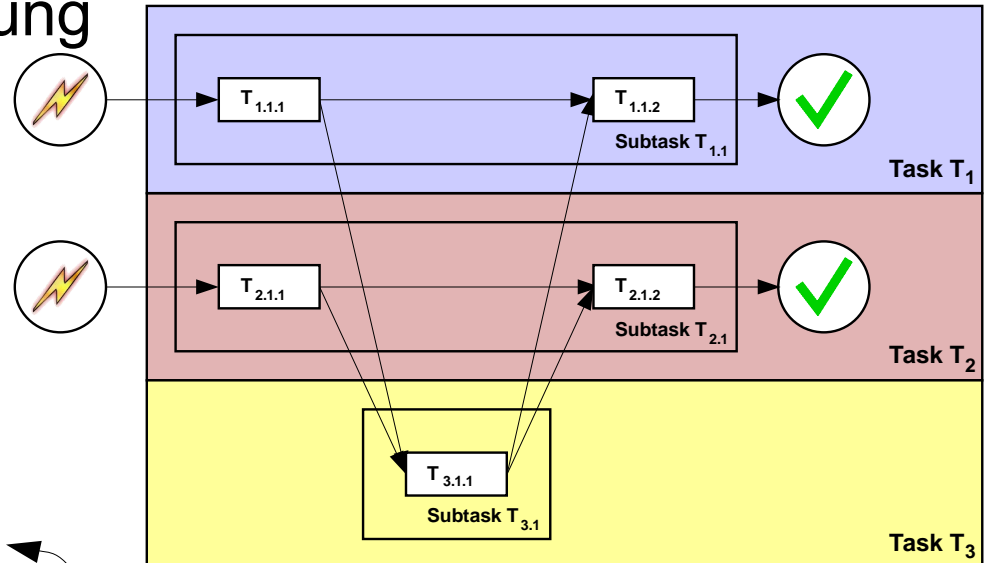 ung
T1.1.1
T1.1.2
Subtask T1.1
Task T1
T2.1.1
T2.1.2
Subtask T2.1
Task T2
T3.1.1
Subtask T3.1
Task T3